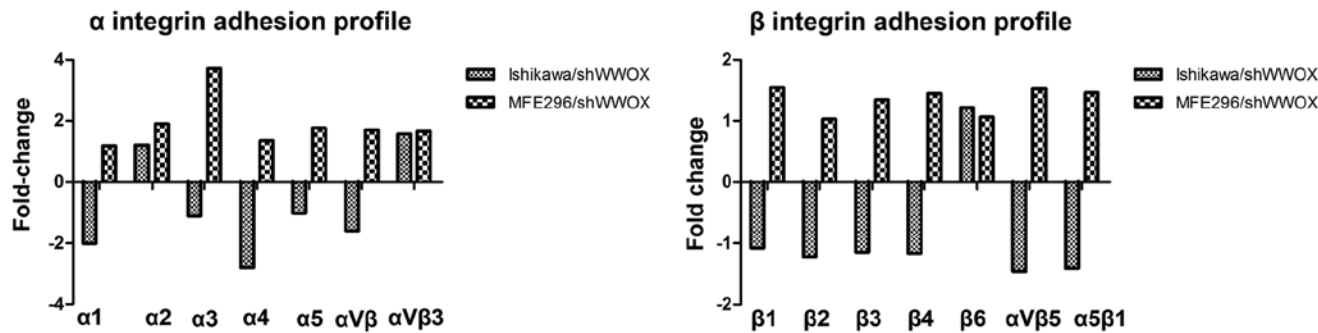 α integrin adhesion profile
Fold-change
4
2
0
-2
-4
α1 α2 α3 α4 α5 αVβ αVβ3
Ishikawa/shWWOX
MFE296/shWWOX
β integrin adhesion profile
Fold change
2
1
0
-1
-2
β1 β2 β3 β4 β6 αVβ5 α5β1
Ishikawa/shWWOX
MFE296/shWWOX